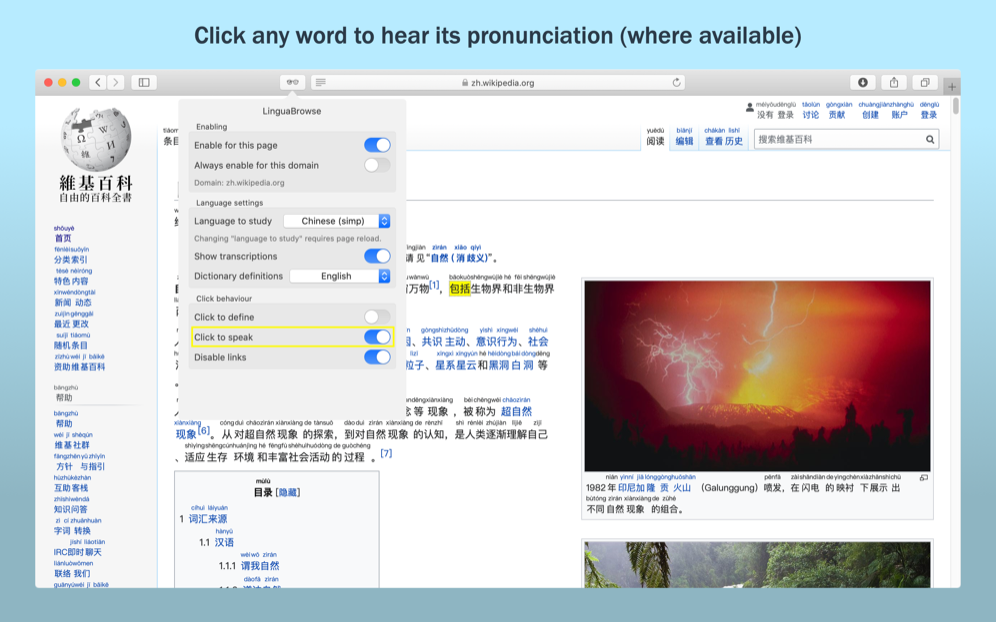 Click any word to hear its pronunciation (where available)
zh.wikipedia.org
LinguaBrowse
Enabling
Enable for this page
Always enable for this domain
Domain: zh.wikipedia.org
Language settings
Language to study Chinese (simp)
Changing "language to study" requires page reload.
Show transcriptions
Dictionary definitions English
Click behaviour
Click to define
Click to speak
Disable links
維基百科
自由的百科全書
shǒuyè
首页
fēnlèisuǒyǐn
分类索引
tèsè nèiróng
特色 内容
xīnwéndòngtài
新闻 动态
zuìjìngēnggǎi
最近 更改
suíjī tiáomù
随机条目
zīzhù wéi jī bǎikē
资助维基百科
bāngzhù
帮助
bāngzhù
帮助
wéi jī shèqún
维基社群
fāngzhēn yǔ zhǐyǐn
方针 与指引
hùzhùkèzhàn
互助客栈
zhīshiwèndá
知识问答
zì cí zhuǎnhuàn
字词 转换
jíshí liáotiān
IRC即时聊天
liánluòwǒmen
联络 我们
guānyúwéi jī bǎikē
méiyǒudēnglù tǎolùn gòngxiàn chuàngjiànzhànghù dēnglù
没有 登录 讨论 贡献 创建 账户 登录
yuèdú biānjí chákàn lìshǐ
阅读 编辑 查看 历史
搜索维基百科
zìrán xiāo qíyì
请 见“自然 ( 消 歧义)”。
bāokuòshēngwùjiè hé fēi shēngwùjiè
万物[1]，包括生物界和非生物界
gòngshízhǔdòng yìshí xíngwéi shèhuì
、共识 主动、意识行为、社会
lìzǐ xīngxì xīngyún hé hēidòng bái dòngděng
粒子、星系星云和黑洞 白 洞 等
bèichēngwéi chāozìrán
等 现象 ，被 称为 超自然
xiànxiàng cóngduì chāozìrán xiànxiàng de tànsuǒ dào duì zìrán xiànxiàng de rènzhī shì rénlèi zhújiàn lǐjiě zìjǐ
现象[6]。从 对超自然现象 的探索，到对自然现象 的认知，是人类逐渐理解自己
shìyìngshēngcúnhuánjìng hé fēngfùshèhuìhuódòng de guòchéng
、适应生存 环境 和丰富社会活动 的 过程 。[7]
mùlù
目录 [隐藏]
cíhuì láiyuán
1 词汇来源
hànyǔ
1.1 汉语
wèi wǒ zìrán
1.1.1 谓我自然
dàofǎ zìrán
nián yìnní jiā lónggònghuǒshān pēnfā zàishǎndiàn de yìngchènxiàzhǎnshìchū
1982 年 印尼加 隆 贡 火山 (Galunggung) 喷发，在 闪电 的 映衬 下 展示 出
bùtóng zìrán xiànxiàng de zǔhé
不同 自然 现象 的组合。